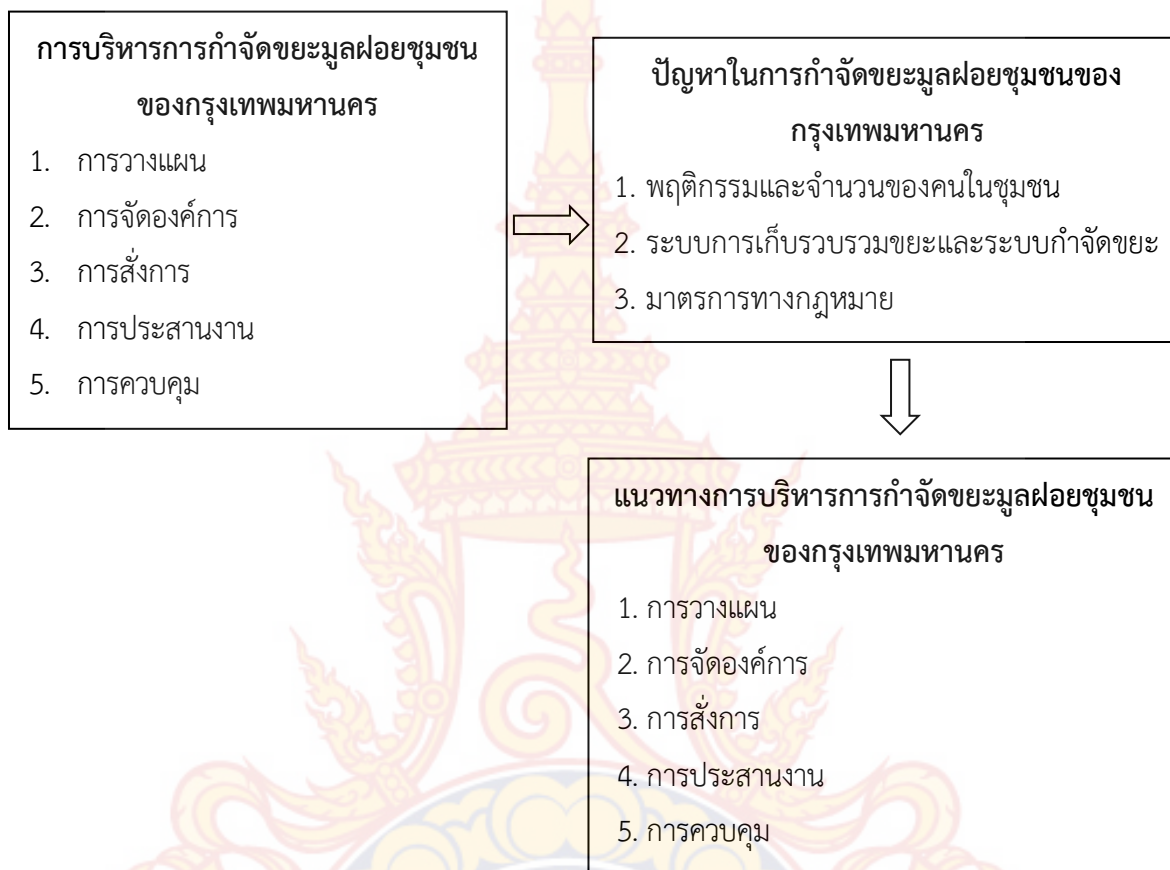 การบริหารการกำจัดขยะมูลฝอยชุมชน
ของกรุงเทพมหานคร
1. การวางแผน
2. การจัดองค์การ
3. การสั่งการ
4. การประสานงาน
5. การควบคุม
ปัญหาในการกำจัดขยะมูลฝอยชุมชนของ
กรุงเทพมหานคร
1. พฤติกรรมและจำนวนของคนในชุมชน
2. ระบบการเก็บรวบรวมขยะและระบบกำจัดขยะ
3. มาตรการทางกฎหมาย
แนวทางการบริหารการกำจัดขยะมูลฝอยชุมชน
ของกรุงเทพมหานคร
1. การวางแผน
2. การจัดองค์การ
3. การสั่งการ
4. การประสานงาน
5. การควบคุม